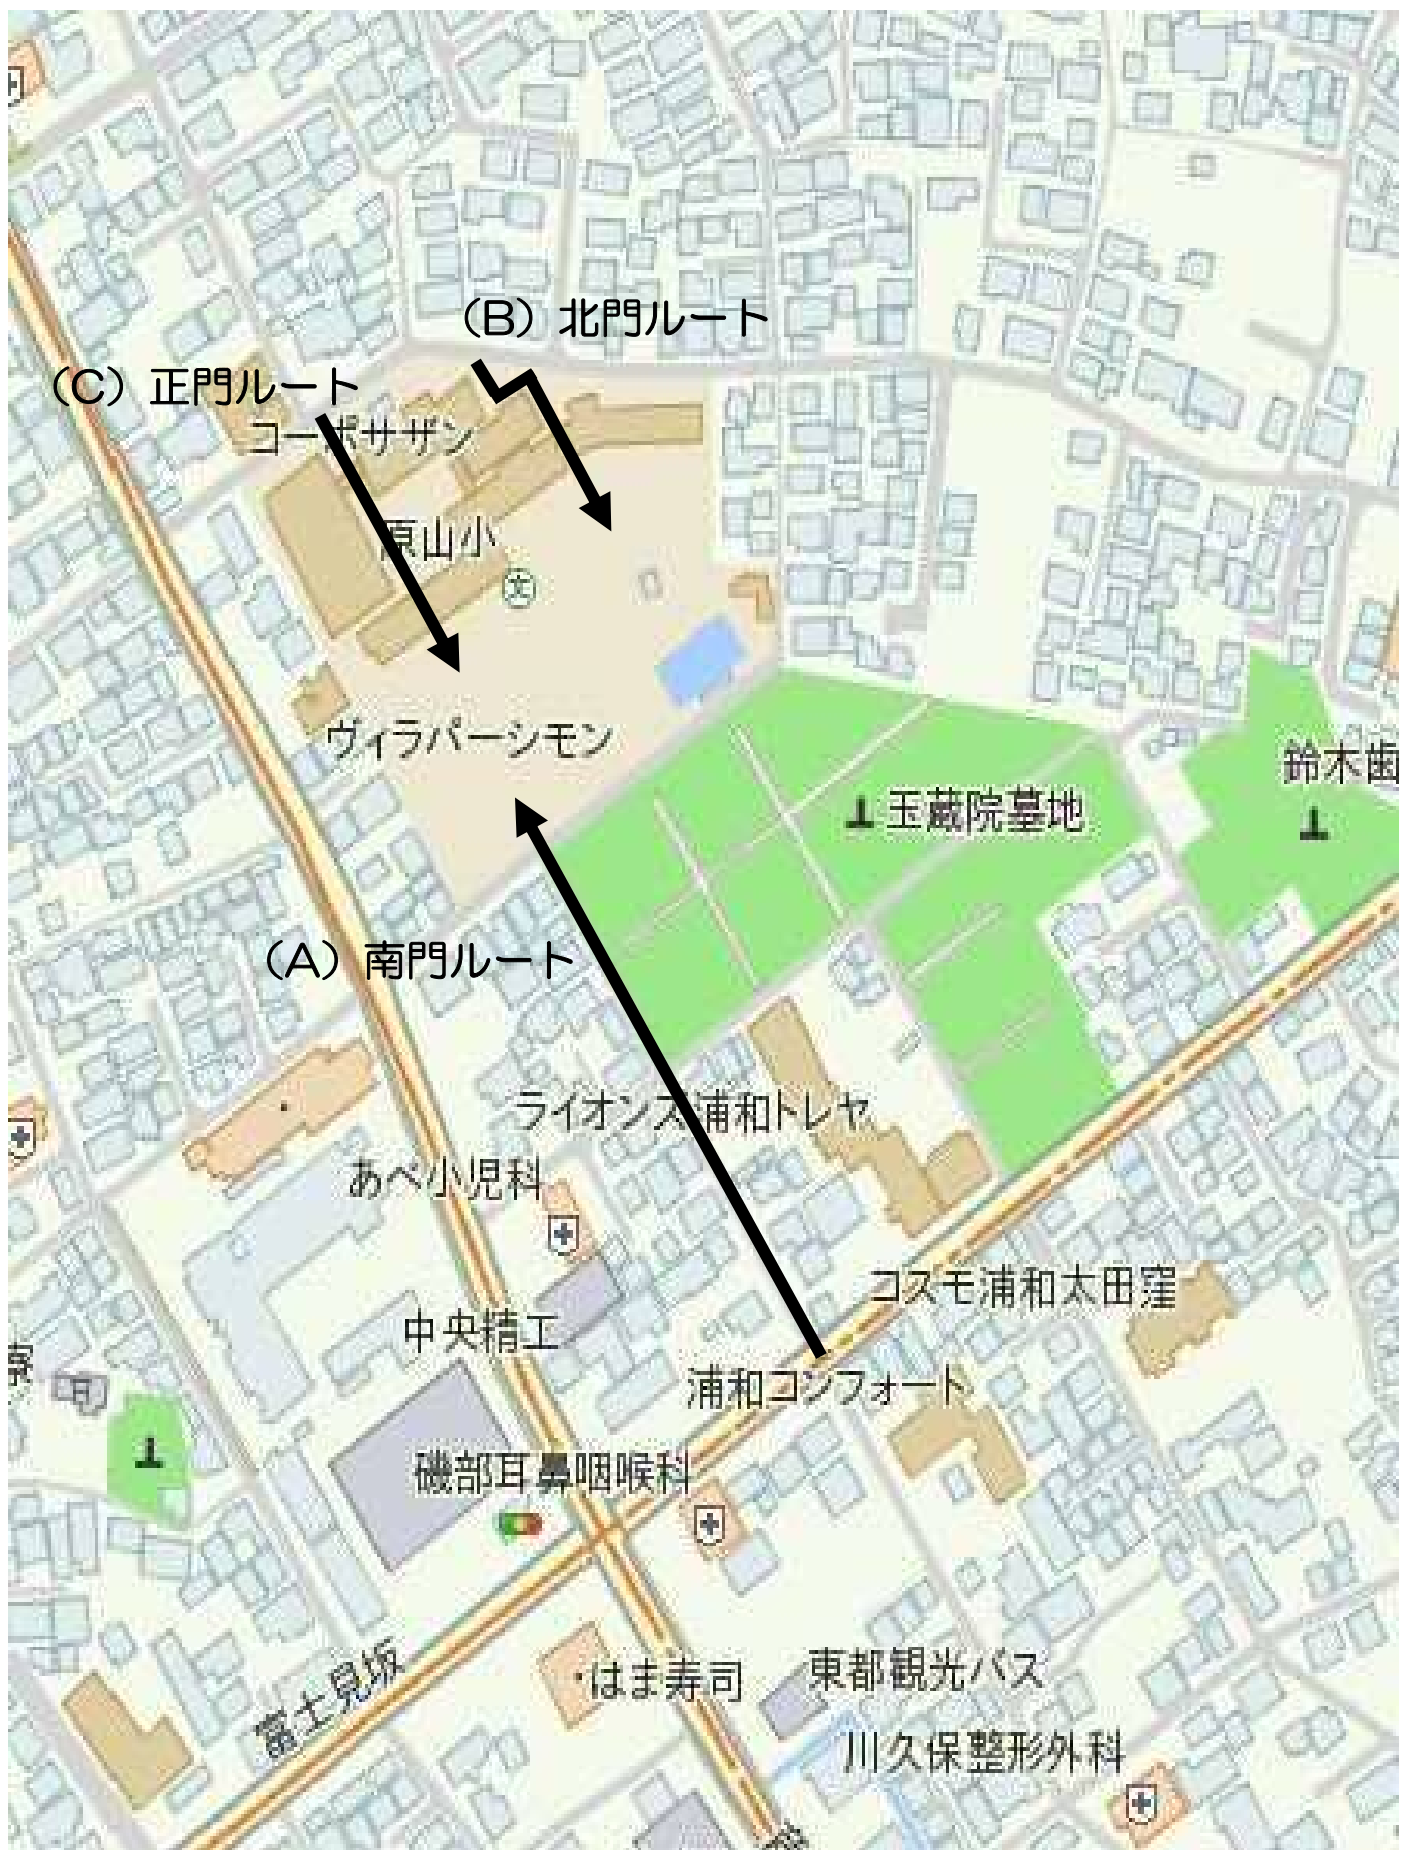 (B) 北門ルート
(C) 正門ルート
コーポサザン
原山小
文
ヴィラパーシモン
鈴木歯
玉蔵院墓地
(A) 南門ルート
ライオンズ浦和トレヤ
あべ小児科
コスモ浦和太田窪
中央精工
浦和コンフォート
磯部耳鼻咽喉科
富士見坂
はま寿司
東都観光バス
川久保整形外科